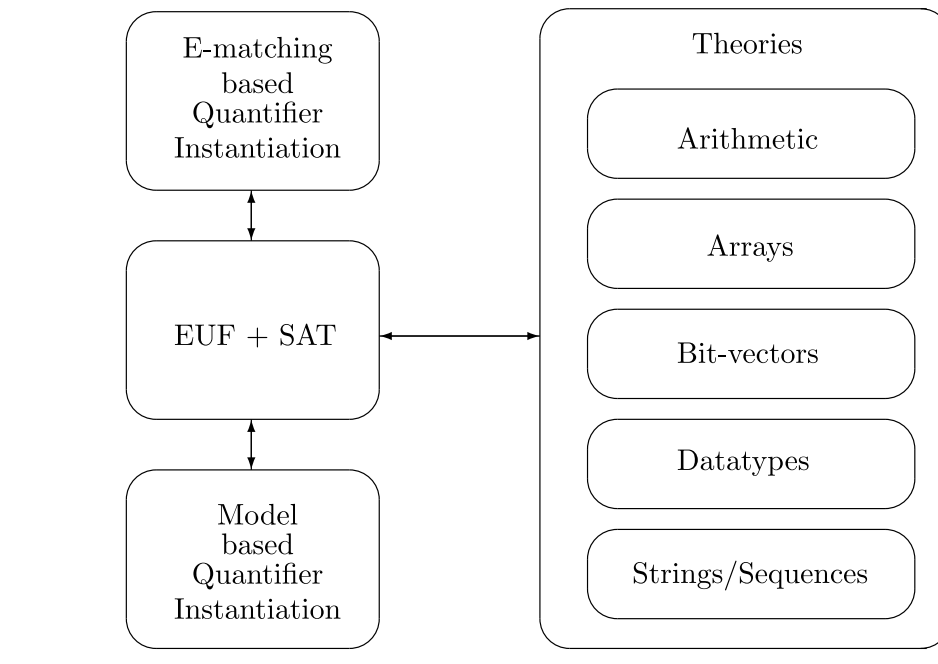 E-matching
based
Quantifier
Instantiation
EUF + SAT
Model
based
Quantifier
Instantiation
Theories
Arithmetic
Arrays
Bit-vectors
Datatypes
Strings/Sequences